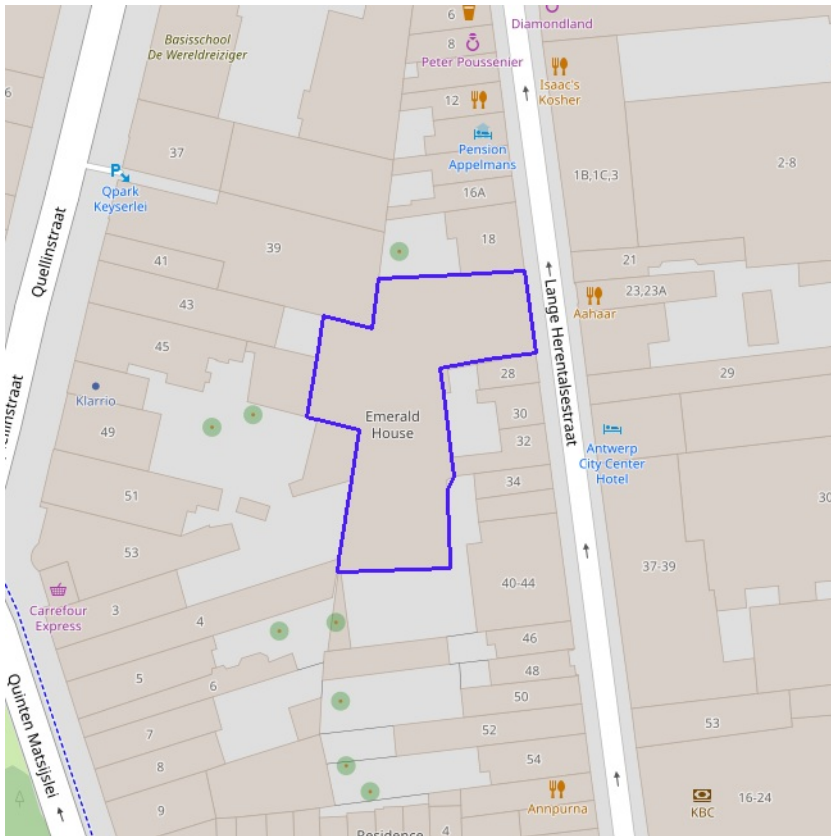 6
Diamondland
Basisschool
De Wereldreiziger
8
Peter Poussenier
Isaac's
Kosher
6
12
37
Pension
Appelmans
2-8
P
Qpark
Keyserlei
1B,1C,3
16A
Quellinstraat
39
18
41
21
23,23A
43
Lange Herentalsestraat
Aahaar
45
28
29
Klarrio
Emerald
House
30
49
32
Antwerp
City Center
Hotel
34
51
30
53
37-39
40-44
Carrefour
Express
3
4
46
48
5
6
50
Quinten Matsijslei
52
53
7
54
8
9
Annpurna
KBC
16-24
4